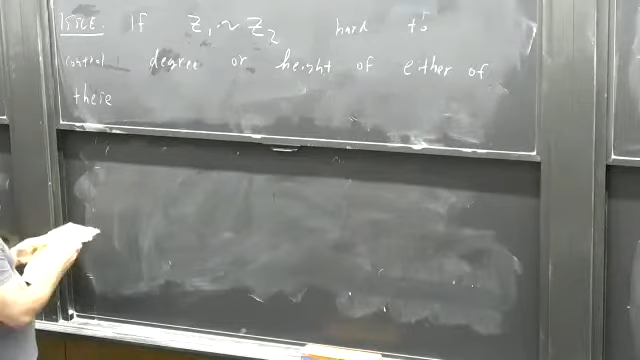 ISSUE. If Z₁ ~ Z₂ hard to
control degree or height of either of
these